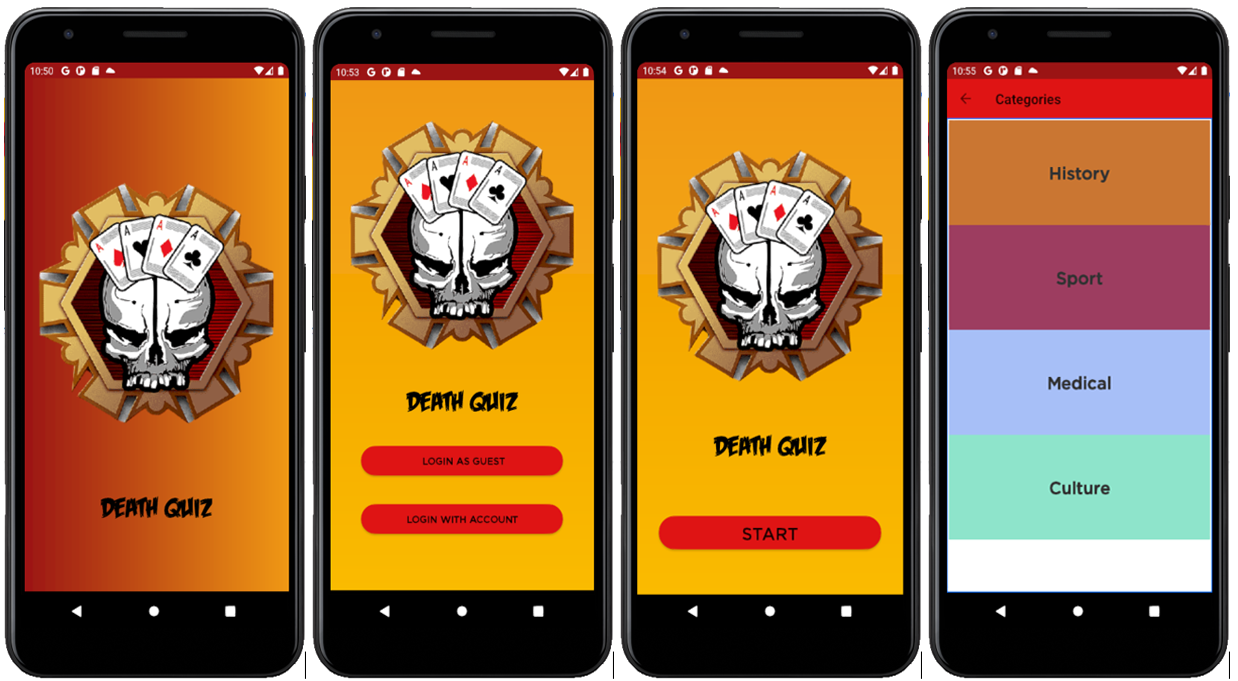 10:50
A A A A
DEATH QUIZ
10:53
A A A A
DEATH QUIZ
LOGIN AS GUEST
LOGIN WITH ACCOUNT
10:54
A A A A
DEATH QUIZ
START
10:55
Categories
History
Sport
Medical
Culture